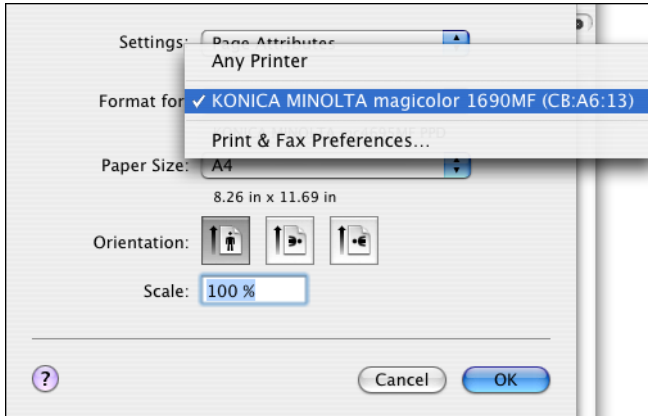 Settings: Page Attributes
Any Printer
Format for ✓ KONICA MINOLTA magicolor 1690MF (CB:A6:13)
Print & Fax Preferences...
Paper Size: A4
8.26 in x 11.69 in
Orientation:
Scale: 100 %
? Cancel OK